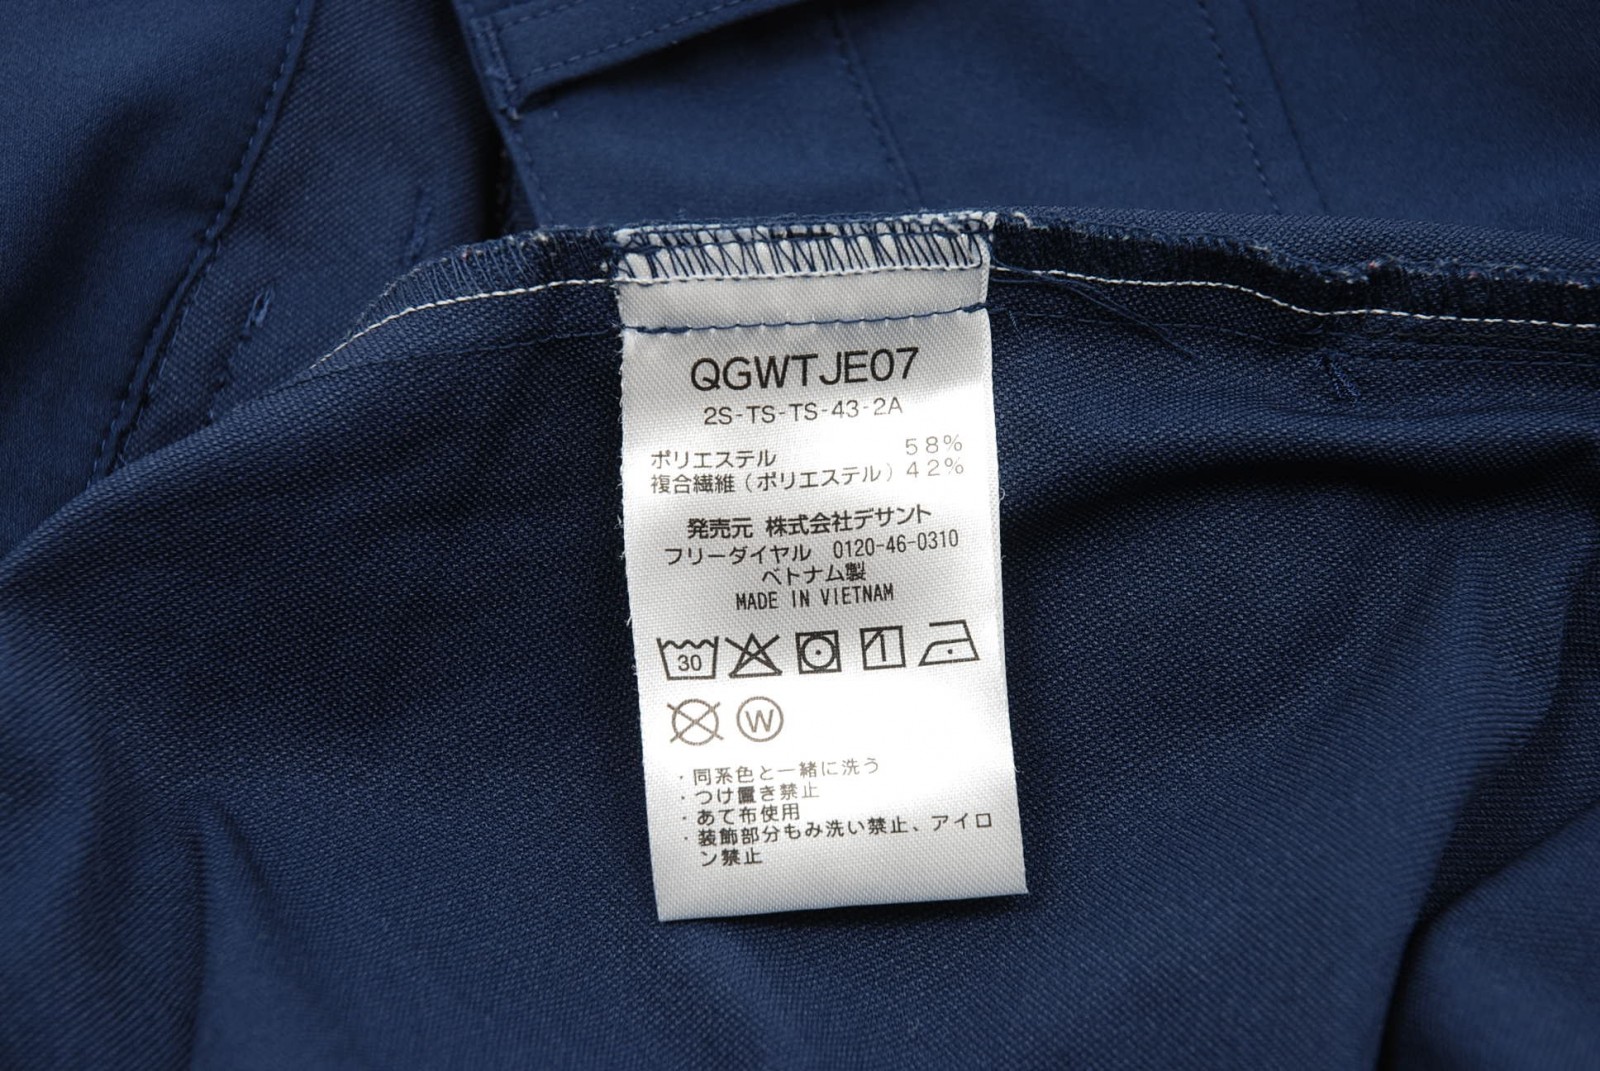 QGWTJE07
2S-TS-TS-43-2A
ポリエステル 58%
複合繊維(ポリエステル) 42%
発売元 株式会社デサント
フリーダイヤル 0120-46-0310
ベトナム製
MADE IN VIETNAM
30
W
・同系色と一緒に洗う
・つけ置き禁止
・あて布使用
・装飾部分もみ洗い禁止、アイロ
ン禁止